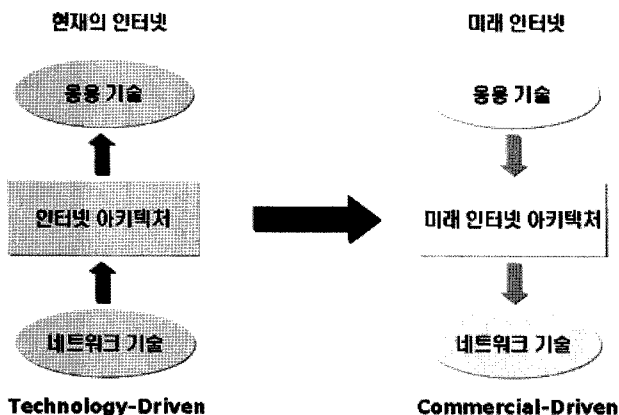 현재의 인터넷
응용 기술
인터넷 아키텍처
네트워크 기술
Technology-Driven
미래 인터넷
응용 기술
미래 인터넷 아키텍처
네트워크 기술
Commercial-Driven